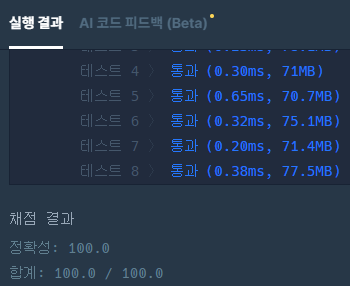 실행 결과 AI 코드 피드백 (Beta)
테스트 4 〉 통과 (0.30ms, 71MB)
테스트 5 〉 통과 (0.65ms, 70.7MB)
테스트 6 〉 통과 (0.32ms, 75.1MB)
테스트 7 〉 통과 (0.20ms, 71.4MB)
테스트 8 〉 통과 (0.38ms, 77.5MB)
채점 결과
정확성: 100.0
합계: 100.0 / 100.0